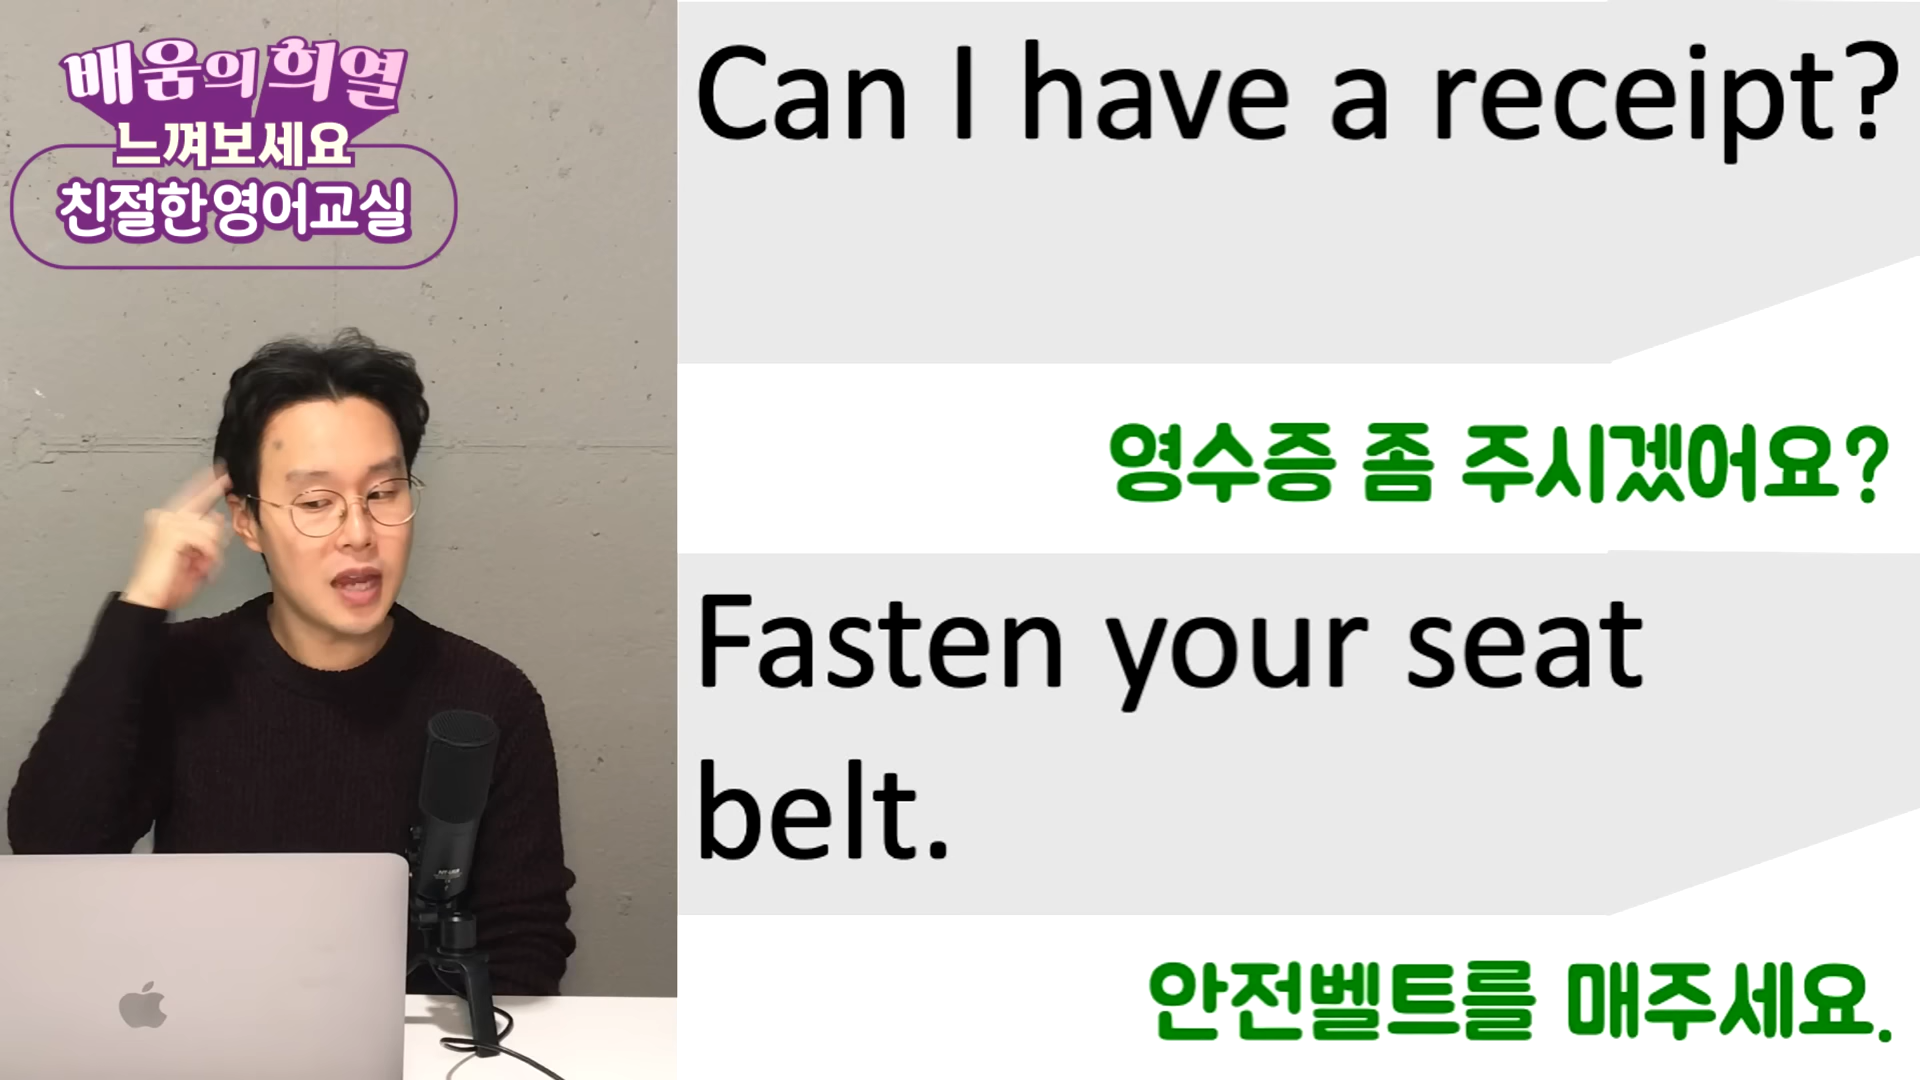 배움의 희열
느껴보세요
친절한 영어교실
Can I have a receipt?
영수증 좀 주시겠어요?
Fasten your seat
belt.
안전벨트를 매주세요.